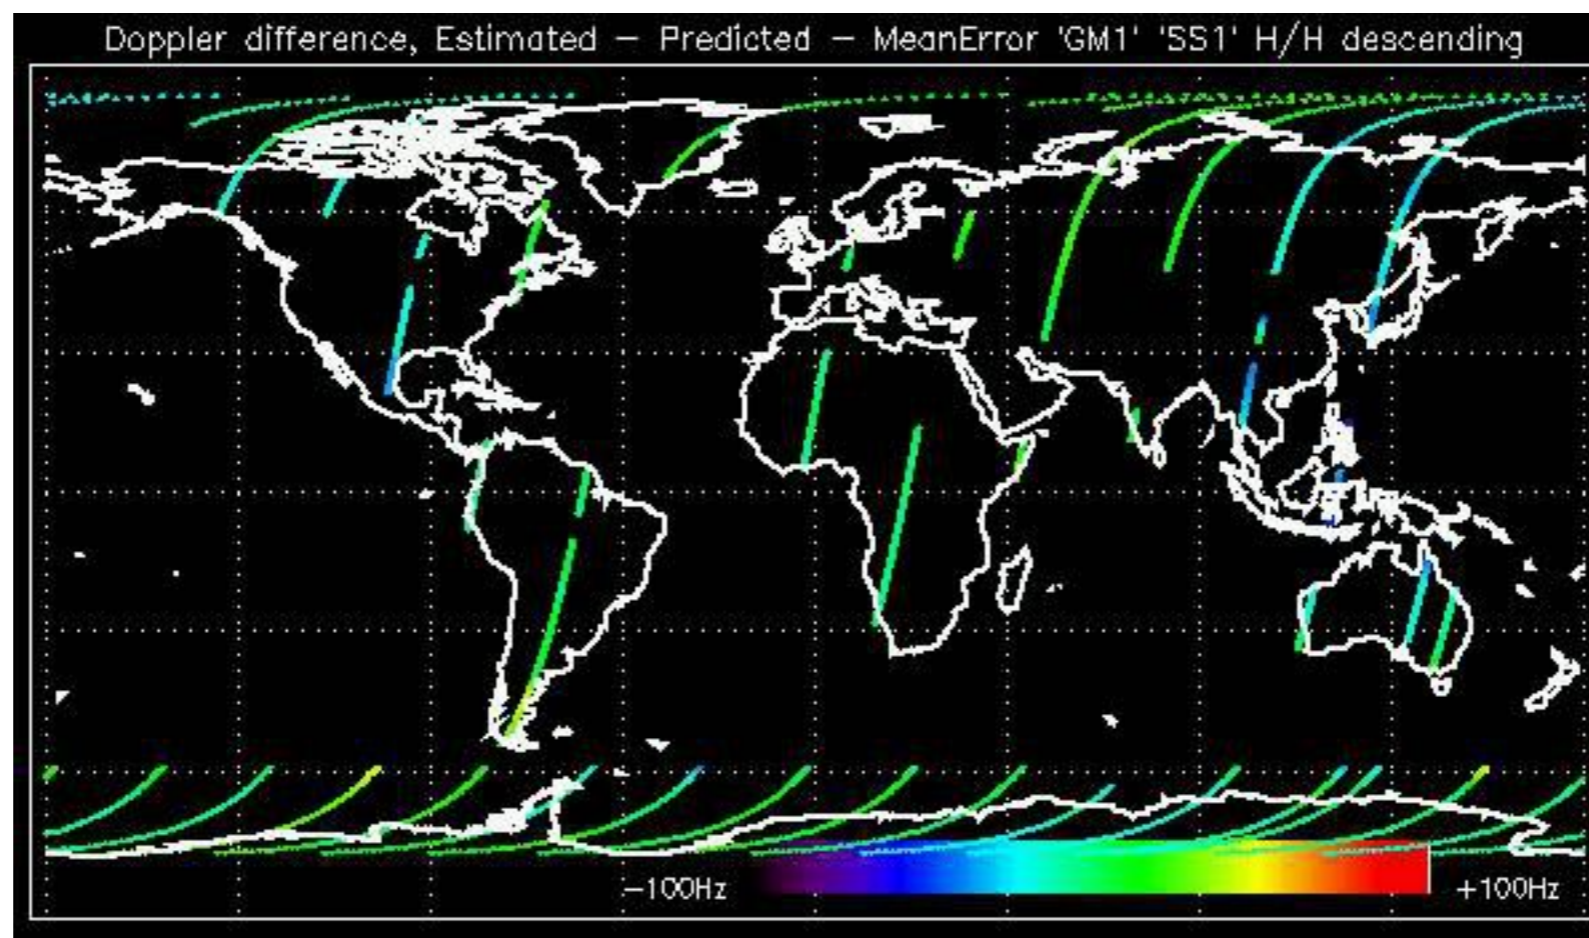 Doppler difference, Estimated – Predicted – MeanError 'GM1' 'SS1' H/H descending
–100Hz +100Hz